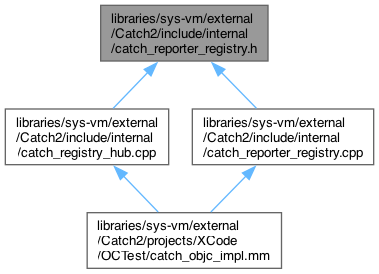 libraries/sys-vm/external
/Catch2/include/internal
/catch_reporter_registry.h
libraries/sys-vm/external
/Catch2/include/internal
/catch_registry_hub.cpp
libraries/sys-vm/external
/Catch2/include/internal
/catch_reporter_registry.cpp
libraries/sys-vm/external
/Catch2/projects/XCode
/OCTest/catch_objc_impl.mm